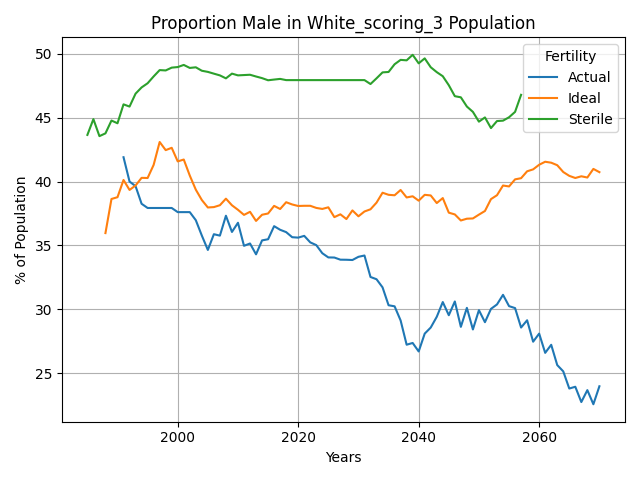 Proportion Male in White_scoring_3 Population
% of Population
50
45
40
35
30
25
Fertility
Actual
Ideal
Sterile
2000
2020
2040
2060
Years